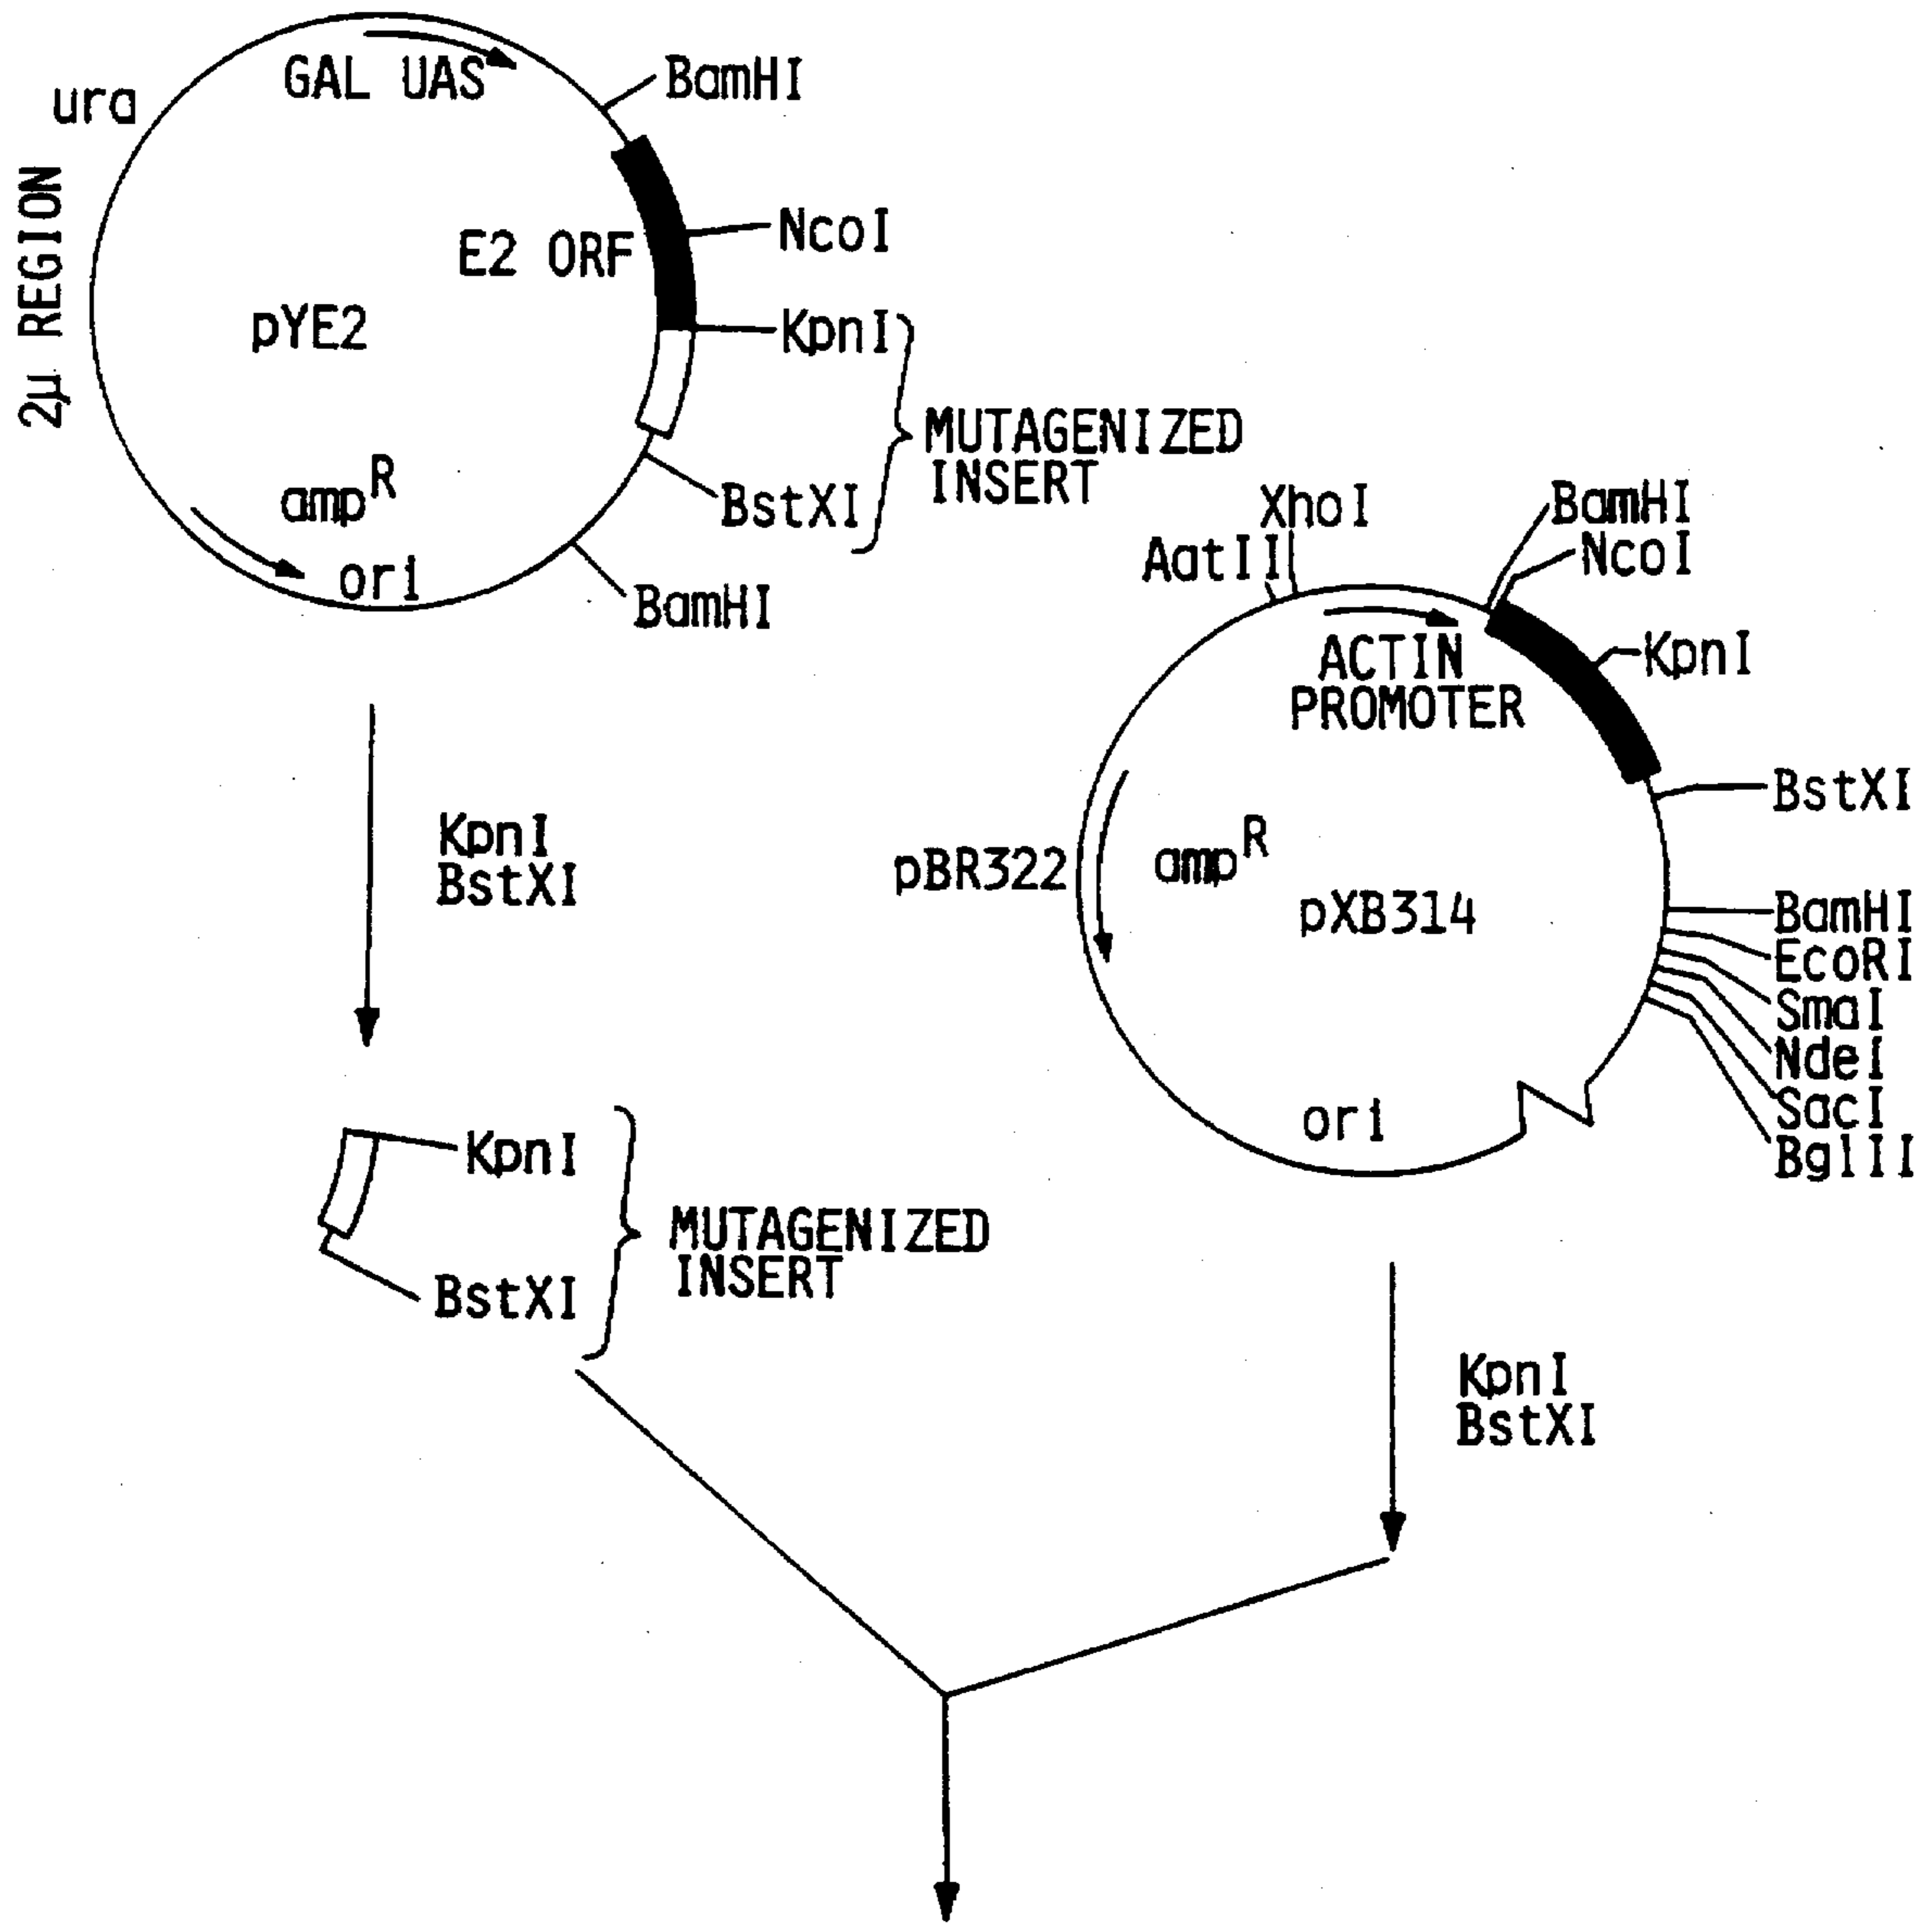 GAL UAS
BamHI
ura
2µ REGION
NcoI
E2 ORF
pYE2
KpnI
MUTAGENIZED
INSERT
amp R
BstXI
ori
BamHI
XhoI
AatII
BamHI
NcoI
ACTIN
PROMOTER
KpnI
BstXI
KpnI
BstXI
pBR322
amp R
pXB314
BamHI
EcoRI
SmaI
NdeI
SacI
BglII
ori
KpnI
MUTAGENIZED
INSERT
BstXI
KpnI
BstXI